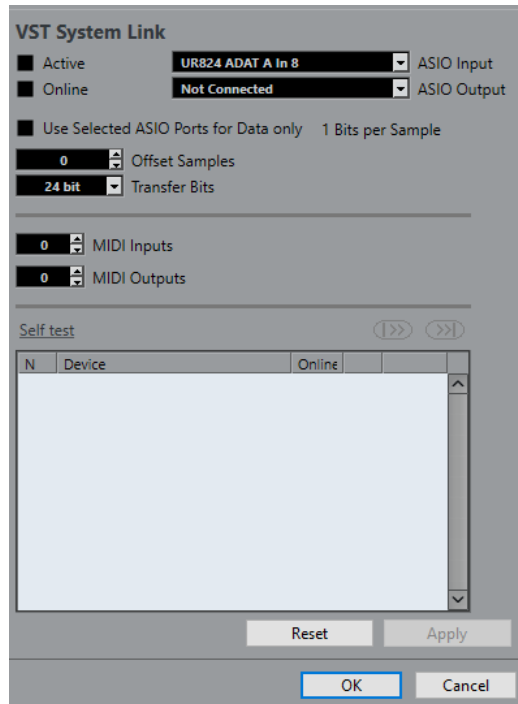 VST System Link
Active UR824 ADAT A In 8 ASIO Input
Online Not Connected ASIO Output
Use Selected ASIO Ports for Data only 1 Bits per Sample
0 Offset Samples
24 bit Transfer Bits
0 MIDI Inputs
0 MIDI Outputs
Self test
N Device Online
Reset Apply
OK Cancel